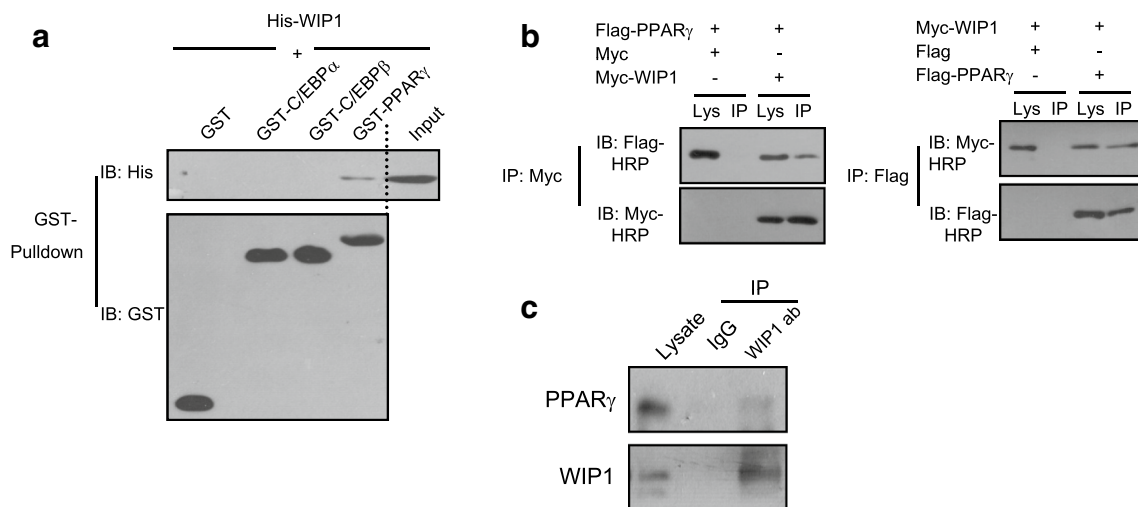 a
His-WIP1
+
GST
GST-C/EBPα
GST-C/EBPβ
GST-PPARγ
Input
GST-
Pulldown
IB: His
IB: GST
b
Flag-PPARγ + +
Myc + -
Myc-WIP1 - +
Lys IP Lys IP
IP: Myc
IB: Flag-
HRP
IB: Myc-
HRP
Myc-WIP1 + +
Flag + -
Flag-PPARγ - +
Lys IP Lys IP
IP: Flag
IB: Myc-
HRP
IB: Flag-
HRP
c
IP
Lysate
IgG
WIP1 ab
PPARγ
WIP1